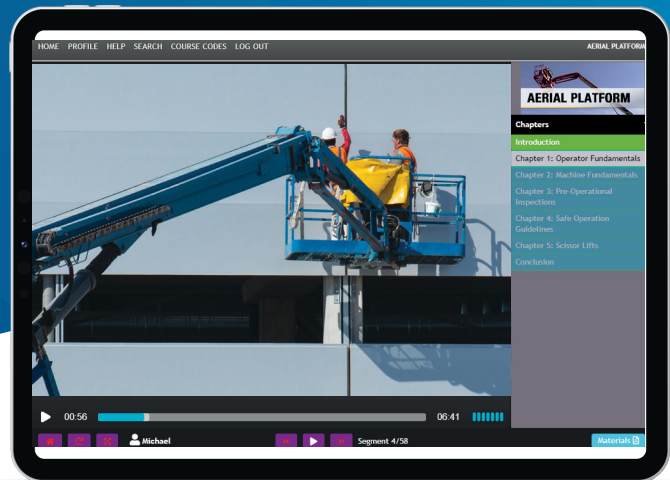 HOME PROFILE HELP SEARCH COURSE CODES LOG OUT
AERIAL PLATFORM
AERIAL PLATFORM
Chapters
Introduction
Chapter 1: Operator Fundamentals
Chapter 2: Machine Fundamentals
Chapter 3: Pre-Operational
Inspections
Chapter 4: Safe Operation
Guidelines
Chapter 5: Scissor Lifts
Conclusion
00:56
06:41
Michael
Segment 4/58
Materials